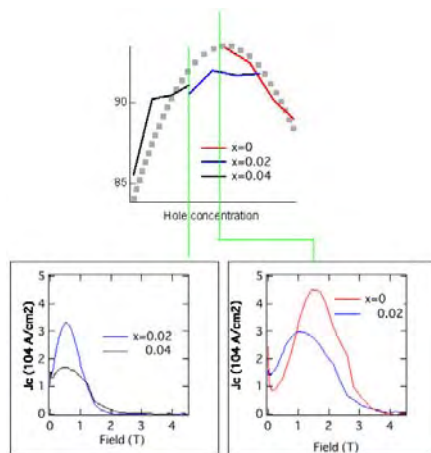 90
85
x=0
x=0.02
x=0.04
Hole concentration
Jc (104 A/cm2)
5
4
3
2
1
0
x=0.02
0.04
0 1 2 3 4
Field (T)
Jc (104 A/cm2)
5
4
3
2
1
0
x=0
0.02
0 1 2 3 4
Field (T)